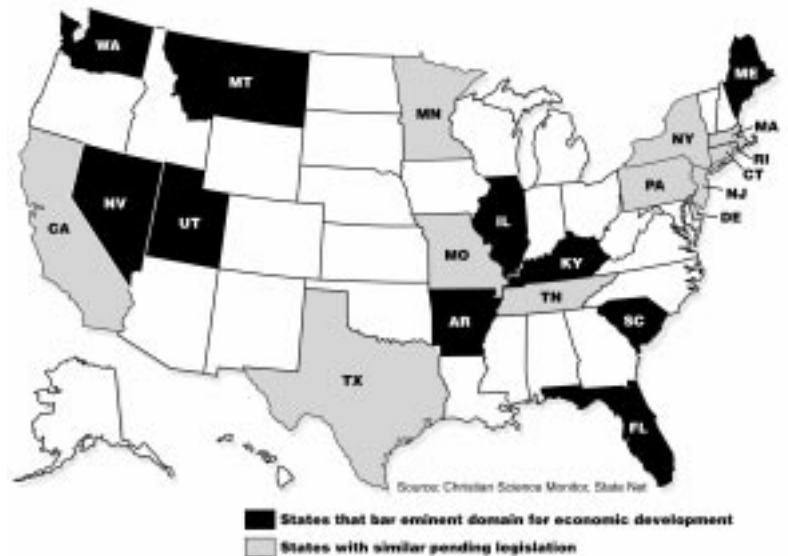 WA
MT
ME
MN
MA
NY
RI
CT
PA
NJ
NV
UT
IL
DE
CA
MO
KY
TH
AR
SC
TX
FL
Source: Christian Science Monitor, State Net
States that bar eminent domain for economic development
States with similar pending legislation